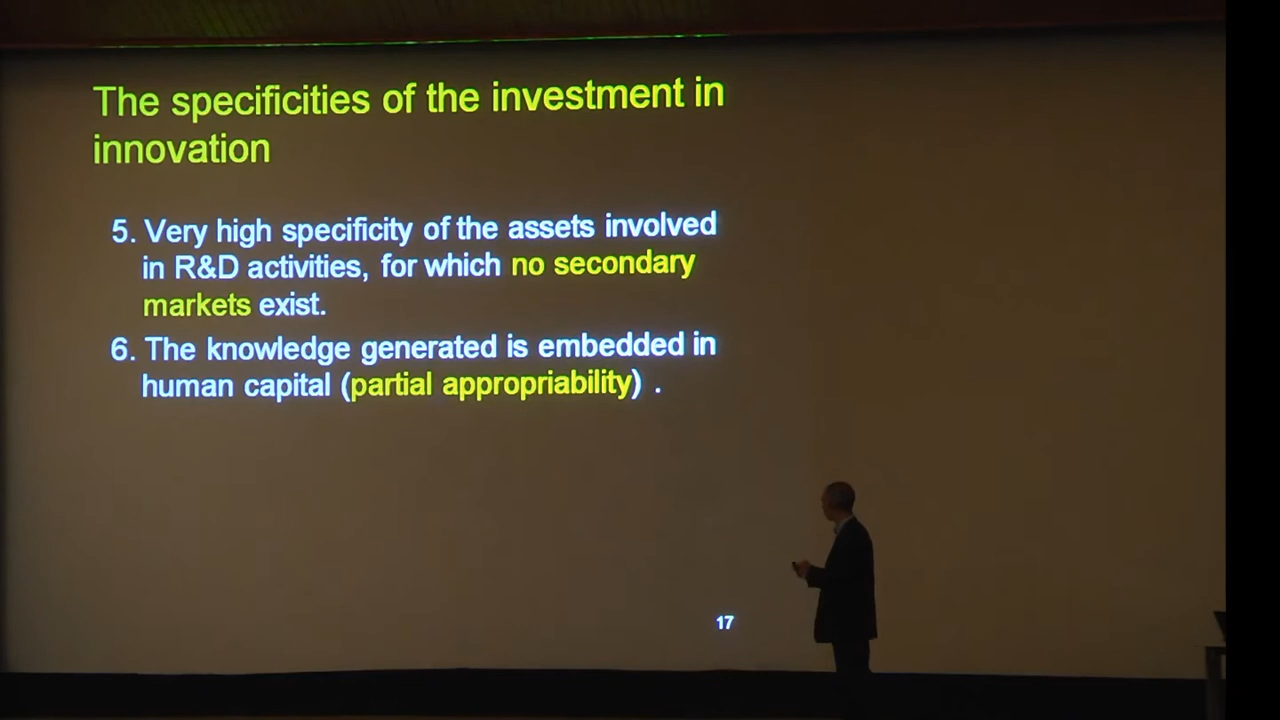 The specificities of the investment in
innovation
5. Very high specificity of the assets involved
in R&D activities, for which no secondary
markets exist.
6. The knowledge generated is embedded in
human capital (partial appropriability) .
17